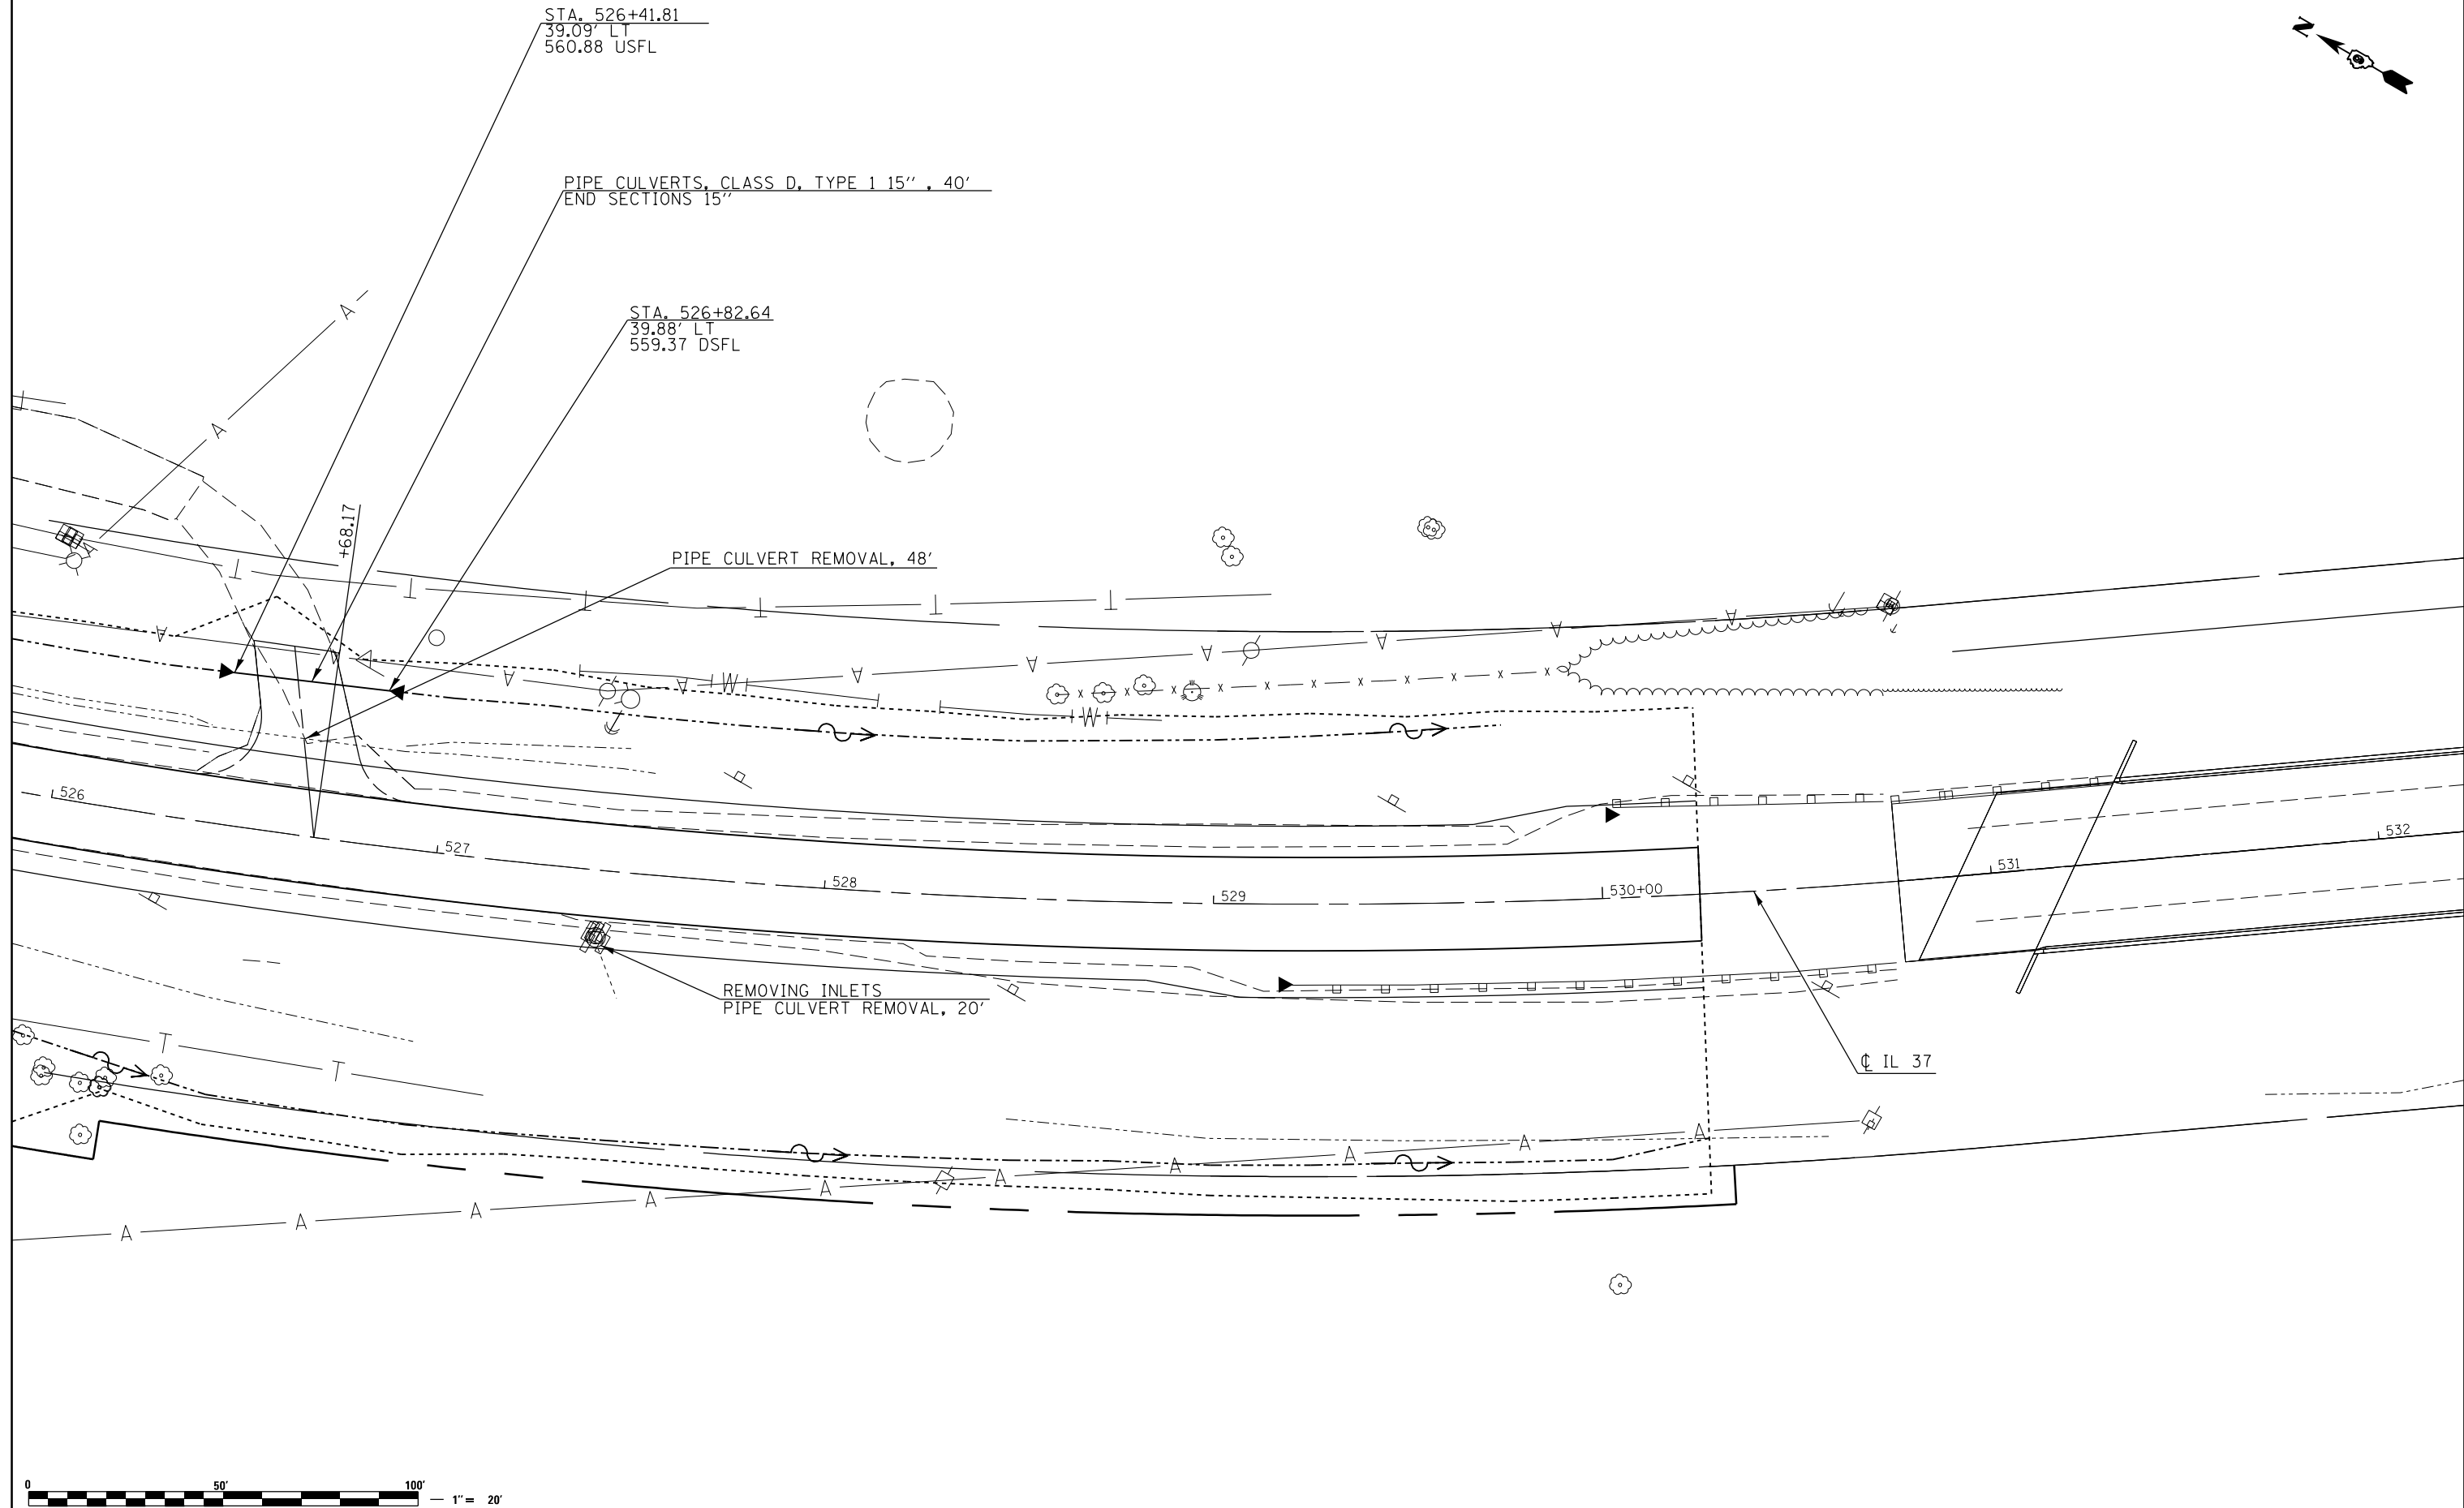 STA. 526+41.81
39.09' LT
560.88 USFL
N
PIPE CULVERTS, CLASS D, TYPE 1 15'' , 40'
END SECTIONS 15''
STA. 526+82.64
39.88' LT
559.37 DSFL
+68.17
PIPE CULVERT REMOVAL, 48'
A
A
A
T
T
T
T
T
T
A
A
A
A
A
A
A
A
A
A
W
W
x
x
x
x
x
x
x
x
x
x
x
526
527
528
529
530+00
531
532
REMOVING INLETS
PIPE CULVERT REMOVAL, 20'
℄ IL 37
T
T
A
A
A
A
A
A
A
A
A
A
0 50' 100'
1'' = 20'